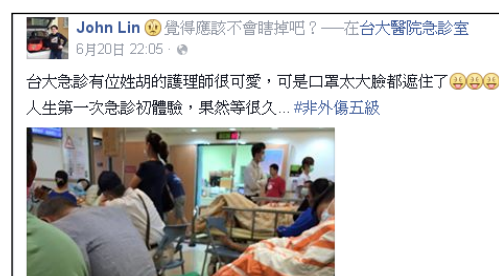 John Lin 覺得應該不會瞎掉吧？──在台大醫院急診室
6月20日 22:05 ·
台大急診有位姓胡的護理師很可愛，可是口罩太大臉都遮住了
人生第一次急診初體驗，果然等很久... #非外傷五級